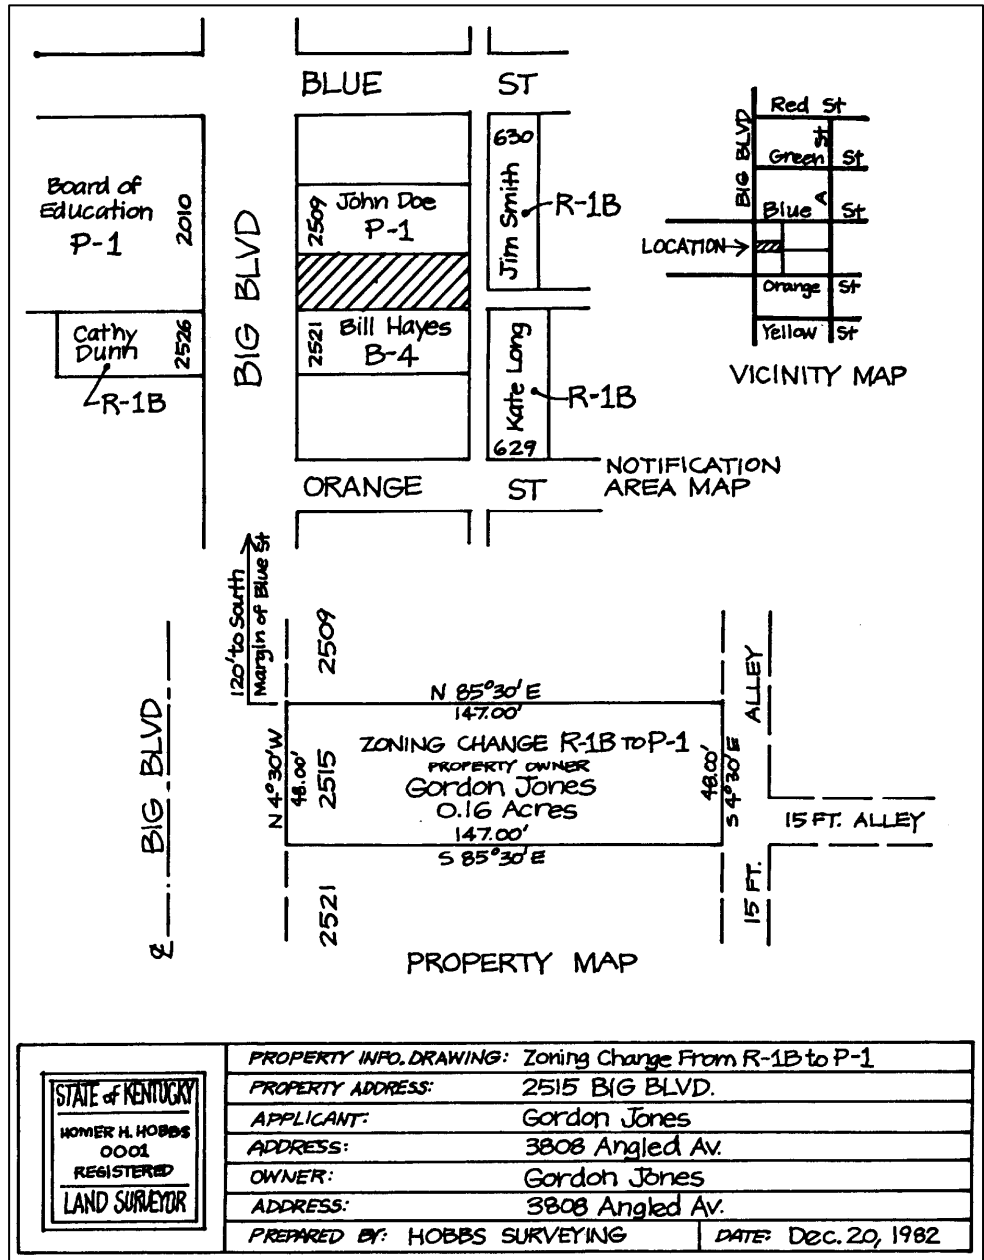 BLUE ST
Board of
Education
P-1
2010
BIG BLVD
2509
John Doe
P-1
630
Jim Smith
R-1B
Cathy
Dunn
2526
R-1B
2521
Bill Hayes
B-4
Kate Long
629
R-1B
ORANGE ST
NOTIFICATION
AREA MAP
BIG BLVD
Red St
A St
Green St
Blue St
LOCATION
Orange St
Yellow St
VICINITY MAP
120' to South
Margin of Blue St
BIG BLVD
℄
2509
2515
2521
N 85°30' E
147.00'
N 4°30' W
48.00'
ZONING CHANGE R-1B TO P-1
PROPERTY OWNER
Gordon Jones
0.16 Acres
147.00'
S 85°30' E
48.00'
S 4°30' E
ALLEY
15 FT.
15 FT. ALLEY
PROPERTY MAP
STATE of KENTUCKY
HOMER H. HOBBS
0001
REGISTERED
LAND SURVEYOR
PROPERTY INFO. DRAWING: Zoning Change From R-1B to P-1
PROPERTY ADDRESS: 2515 BIG BLVD.
APPLICANT: Gordon Jones
ADDRESS: 3808 Angled Av.
OWNER: Gordon Jones
ADDRESS: 3808 Angled Av.
PREPARED BY: HOBBS SURVEYING DATE: Dec. 20, 1982